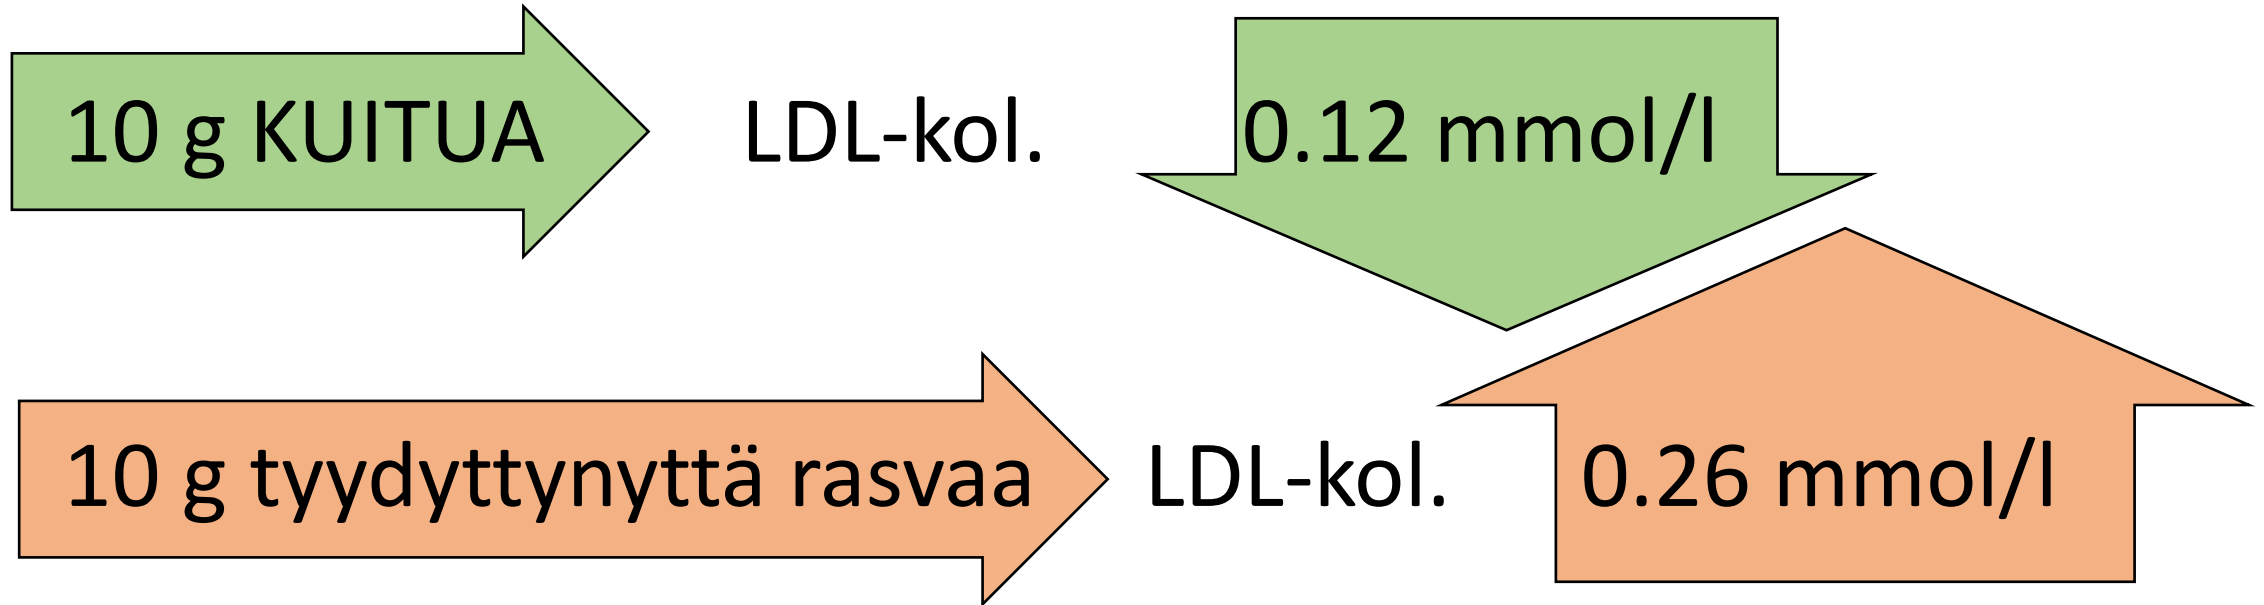 10 g KUITUA LDL-kol. 0.12 mmol/l
10 g tyydyttynyttä rasvaa LDL-kol. 0.26 mmol/l